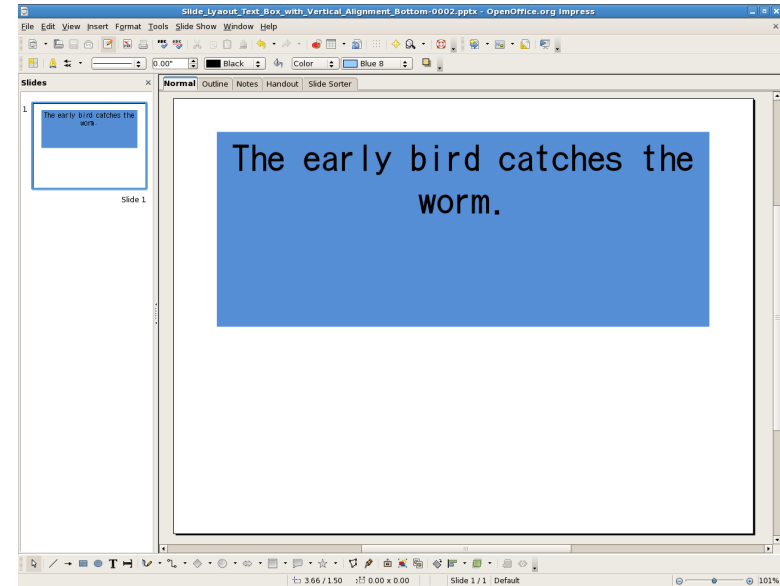 Slide_Lyaout_Text_Box_with_Vertical_Alignment_Bottom-0002.pptx - OpenOffice.org Impress
File Edit View Insert Format Tools Slide Show Window Help
0.00" Black Color Blue 8
Slides
Normal Outline Notes Handout Slide Sorter
1
The early bird catches the
worm.
Slide 1
The early bird catches the
worm.
3.66 / 1.50 0.00 x 0.00 Slide 1 / 1 Default 101%